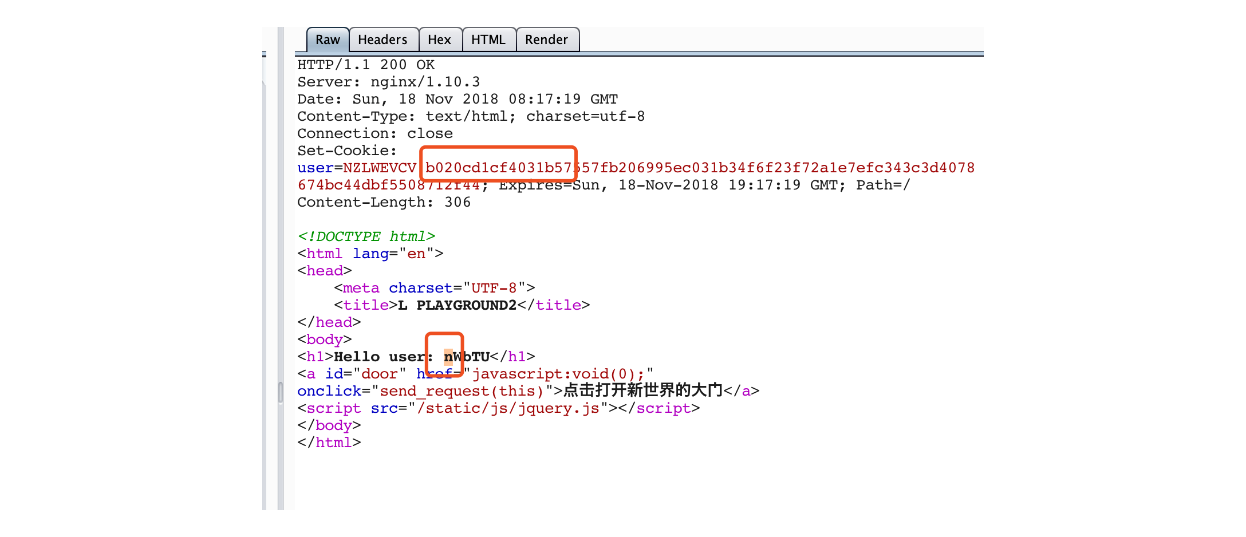 Raw Headers Hex HTML Render
HTTP/1.1 200 OK
Server: nginx/1.10.3
Date: Sun, 18 Nov 2018 08:17:19 GMT
Content-Type: text/html; charset=utf-8
Connection: close
Set-Cookie:
user=NZLWEVCV b020cd1cf4031b57557fb206995ec031b34f6f23f72a1e7efc343c3d4078
674bc44dbf5508712f44; Expires=Sun, 18-Nov-2018 19:17:19 GMT; Path=/
Content-Length: 306
<!DOCTYPE html>
<html lang="en">
<head>
<meta charset="UTF-8">
<title>L PLAYGROUND2</title>
</head>
<body>
<h1>Hello user: nWbTU</h1>
<a id="door" href="javascript:void(0);"
onclick="send_request(this)">点击打开新世界的大门</a>
<script src="/static/js/jquery.js"></script>
</body>
</html>